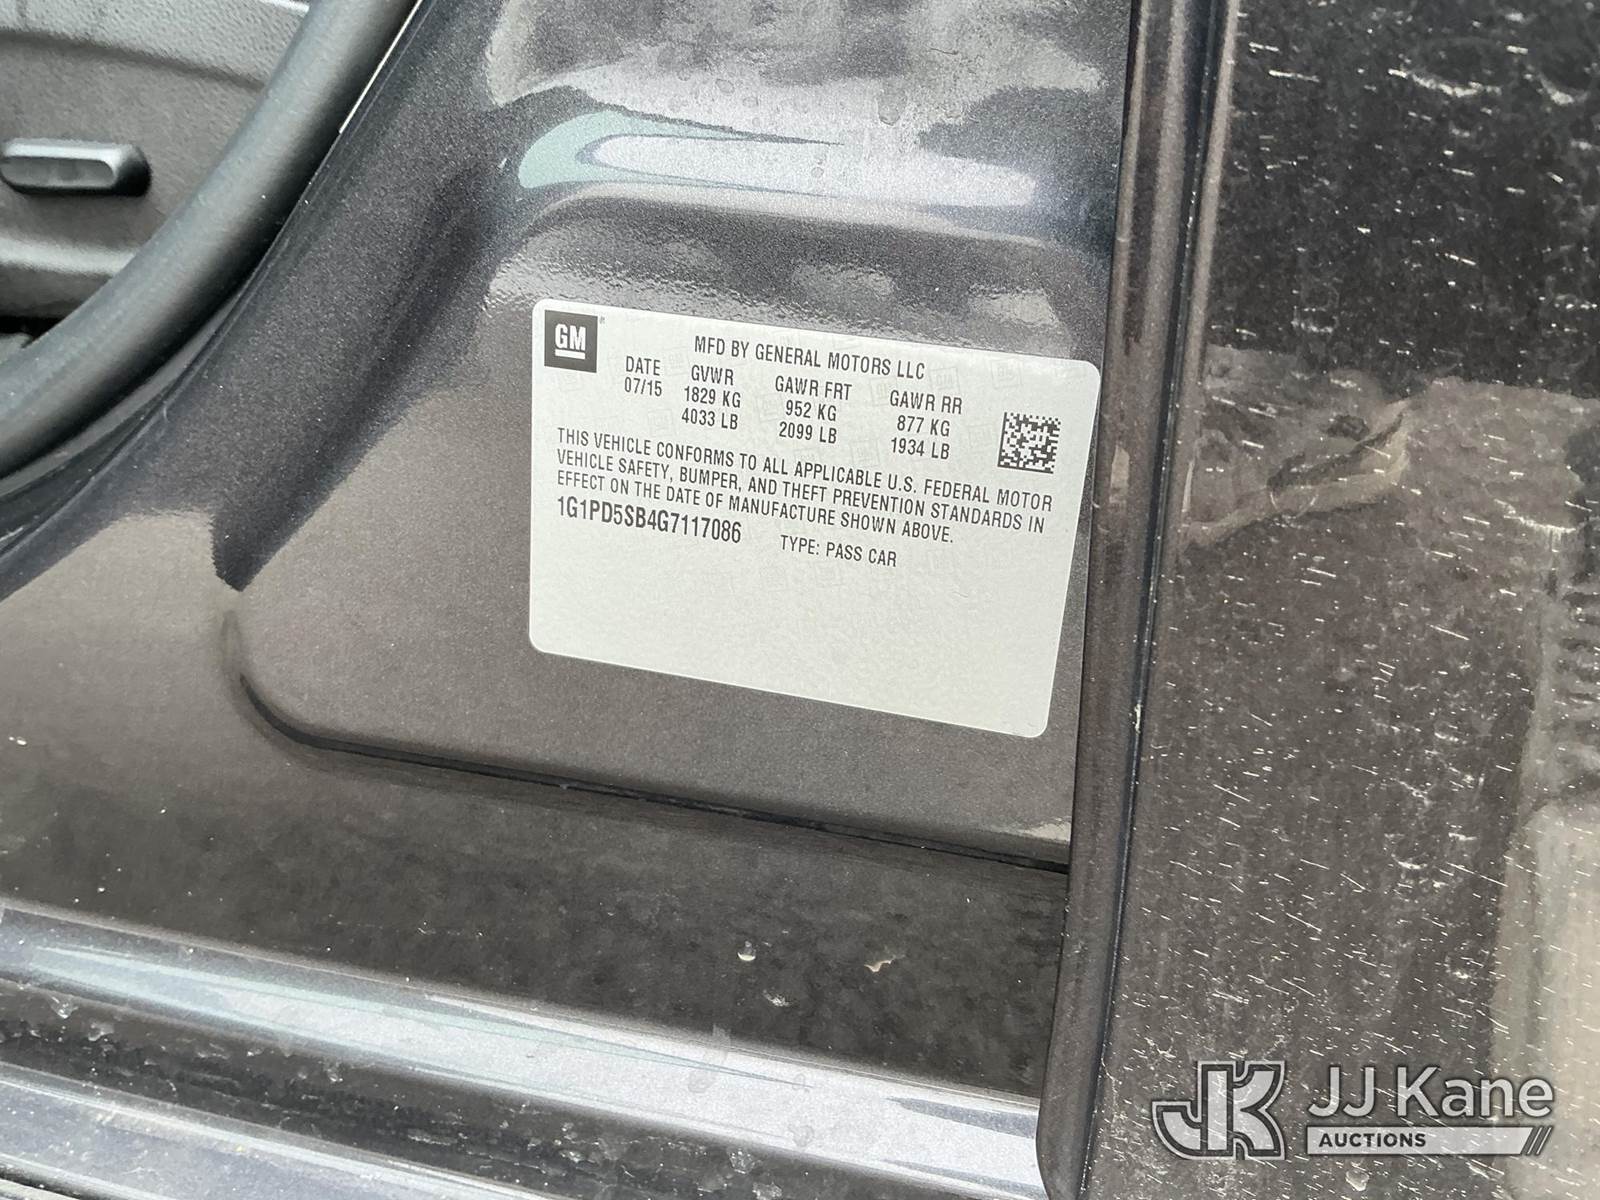 GM
MFD BY GENERAL MOTORS LLC
DATE GVWR GAWR FRT GAWR RR
07/15 1829 KG 952 KG 877 KG
4033 LB 2099 LB 1934 LB
THIS VEHICLE CONFORMS TO ALL APPLICABLE U.S. FEDERAL MOTOR
VEHICLE SAFETY, BUMPER, AND THEFT PREVENTION STANDARDS IN
EFFECT ON THE DATE OF MANUFACTURE SHOWN ABOVE.
1G1PD5SB4G7117086 TYPE: PASS CAR
JK JJ Kane
AUCTIONS